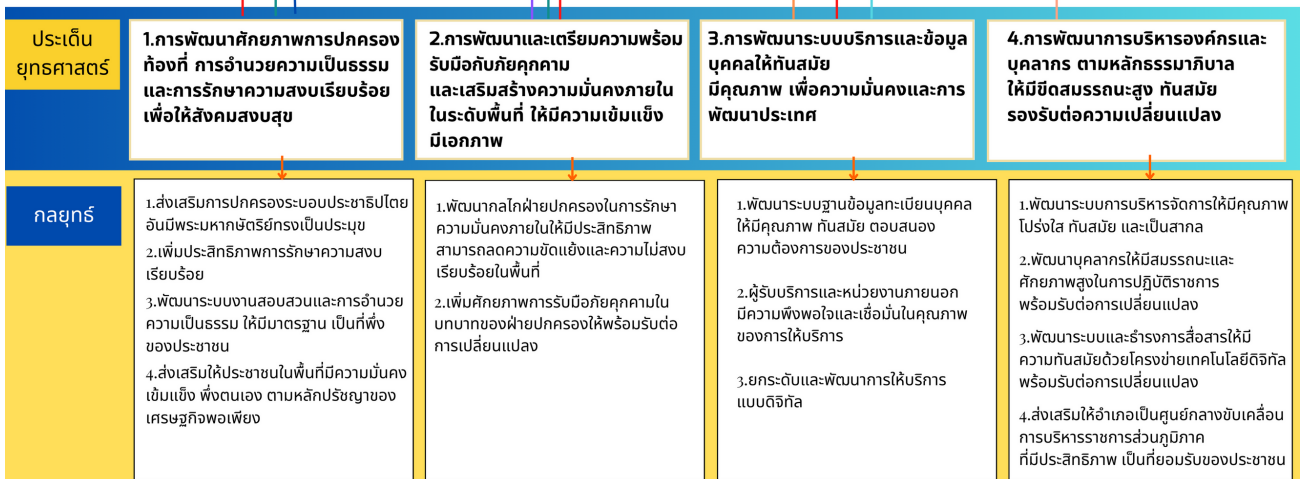 ประเด็น
ยุทธศาสตร์
1.การพัฒนาศักยภาพการปกครอง
ท้องที่ การอำนวยความเป็นธรรม
และการรักษาความสงบเรียบร้อย
เพื่อให้สังคมสงบสุข
2.การพัฒนาและเตรียมความพร้อม
รับมือกับภัยคุกคาม
และเสริมสร้างความมั่นคงภายใน
ในระดับพื้นที่ ให้มีความเข้มแข็ง
มีเอกภาพ
3.การพัฒนาระบบบริการและข้อมูล
บุคคลให้ทันสมัย
มีคุณภาพ เพื่อความมั่นคงและการ
พัฒนาประเทศ
4.การพัฒนาการบริหารองค์กรและ
บุคลากร ตามหลักธรรมาภิบาล
ให้มีขีดสมรรถนะสูง ทันสมัย
รองรับต่อความเปลี่ยนแปลง
กลยุทธ์
1.ส่งเสริมการปกครองระบอบประชาธิปไตย
อันมีพระมหากษัตริย์ทรงเป็นประมุข
2.เพิ่มประสิทธิภาพการรักษาความสงบ
เรียบร้อย
3.พัฒนาระบบงานสอบสวนและการอำนวย
ความเป็นธรรม ให้มีมาตรฐาน เป็นที่พึ่ง
ของประชาชน
4.ส่งเสริมให้ประชาชนในพื้นที่มีความมั่นคง
เข้มแข็ง พึ่งตนเอง ตามหลักปรัชญาของ
เศรษฐกิจพอเพียง
1.พัฒนากลไกฝ่ายปกครองในการรักษา
ความมั่นคงภายในให้มีประสิทธิภาพ
สามารถลดความขัดแย้งและความไม่สงบ
เรียบร้อยในพื้นที่
2.เพิ่มศักยภาพการรับมือภัยคุกคามใน
บทบาทของฝ่ายปกครองให้พร้อมรับต่อ
การเปลี่ยนแปลง
1.พัฒนาระบบฐานข้อมูลทะเบียนบุคคล
ให้มีคุณภาพ ทันสมัย ตอบสนอง
ความต้องการของประชาชน
2.ผู้รับบริการและหน่วยงานภายนอก
มีความพึงพอใจและเชื่อมั่นในคุณภาพ
ของการให้บริการ
3.ยกระดับและพัฒนาการให้บริการ
แบบดิจิทัล
1.พัฒนาระบบการบริหารจัดการให้มีคุณภาพ
โปร่งใส ทันสมัย และเป็นสากล
2.พัฒนาบุคลากรให้มีสมรรถนะและ
ศักยภาพสูงในการปฏิบัติราชการ
พร้อมรับต่อการเปลี่ยนแปลง
3.พัฒนาระบบและธำรงการสื่อสารให้มี
ความทันสมัยด้วยโครงข่ายเทคโนโลยีดิจิทัล
พร้อมรับต่อการเปลี่ยนแปลง
4.ส่งเสริมให้อำเภอเป็นศูนย์กลางขับเคลื่อน
การบริหารราชการส่วนภูมิภาค
ที่มีประสิทธิภาพ เป็นที่ยอมรับของประชาชน